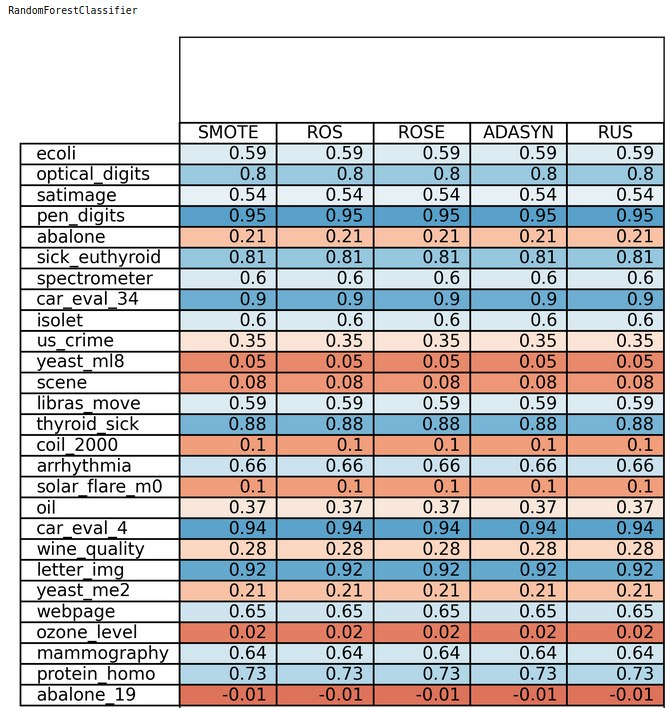 RandomForestClassifier
SMOTE ROS ROSE ADASYN RUS
ecoli 0.59 0.59 0.59 0.59 0.59
optical_digits 0.8 0.8 0.8 0.8 0.8
satimage 0.54 0.54 0.54 0.54 0.54
pen_digits 0.95 0.95 0.95 0.95 0.95
abalone 0.21 0.21 0.21 0.21 0.21
sick_euthyroid 0.81 0.81 0.81 0.81 0.81
spectrometer 0.6 0.6 0.6 0.6 0.6
car_eval_34 0.9 0.9 0.9 0.9 0.9
isolet 0.6 0.6 0.6 0.6 0.6
us_crime 0.35 0.35 0.35 0.35 0.35
yeast_ml8 0.05 0.05 0.05 0.05 0.05
scene 0.08 0.08 0.08 0.08 0.08
libras_move 0.59 0.59 0.59 0.59 0.59
thyroid_sick 0.88 0.88 0.88 0.88 0.88
coil_2000 0.1 0.1 0.1 0.1 0.1
arrhythmia 0.66 0.66 0.66 0.66 0.66
solar_flare_m0 0.1 0.1 0.1 0.1 0.1
oil 0.37 0.37 0.37 0.37 0.37
car_eval_4 0.94 0.94 0.94 0.94 0.94
wine_quality 0.28 0.28 0.28 0.28 0.28
letter_img 0.92 0.92 0.92 0.92 0.92
yeast_me2 0.21 0.21 0.21 0.21 0.21
webpage 0.65 0.65 0.65 0.65 0.65
ozone_level 0.02 0.02 0.02 0.02 0.02
mammography 0.64 0.64 0.64 0.64 0.64
protein_homo 0.73 0.73 0.73 0.73 0.73
abalone_19 -0.01 -0.01 -0.01 -0.01 -0.01